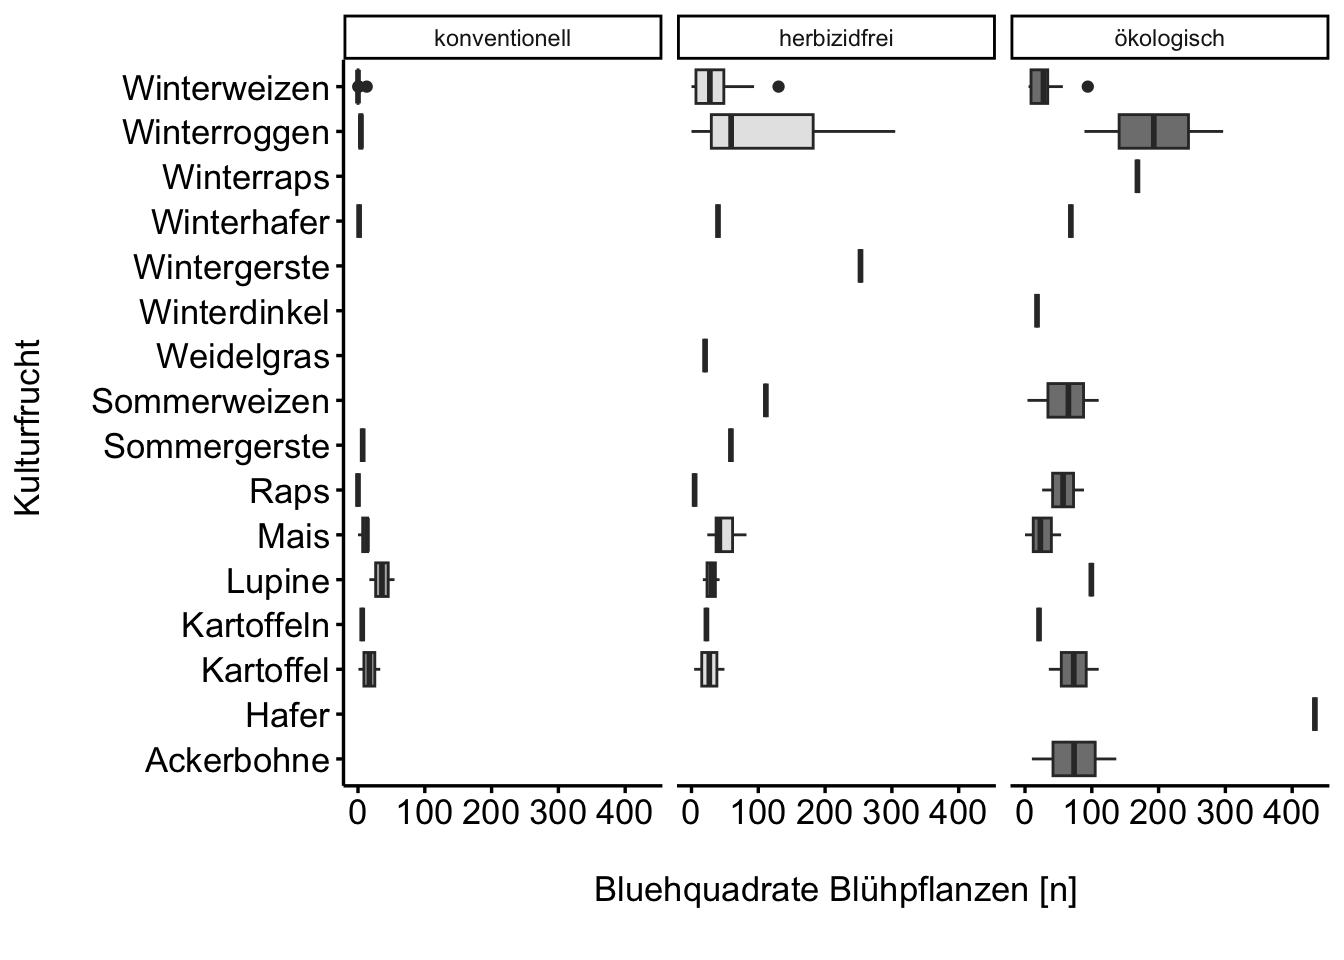 konventionell herbizidfrei ökologisch
Winterweizen
Winterroggen
Winterraps
Winterhafer
Wintergerste
Winterdinkel
Weidelgras
Sommerweizen
Sommergerste
Raps
Mais
Lupine
Kartoffeln
Kartoffel
Hafer
Ackerbohne
Kulturfrucht
0 100 200 300 400 0 100 200 300 400 0 100 200 300 400
Bluehquadrate Blühpflanzen [n]